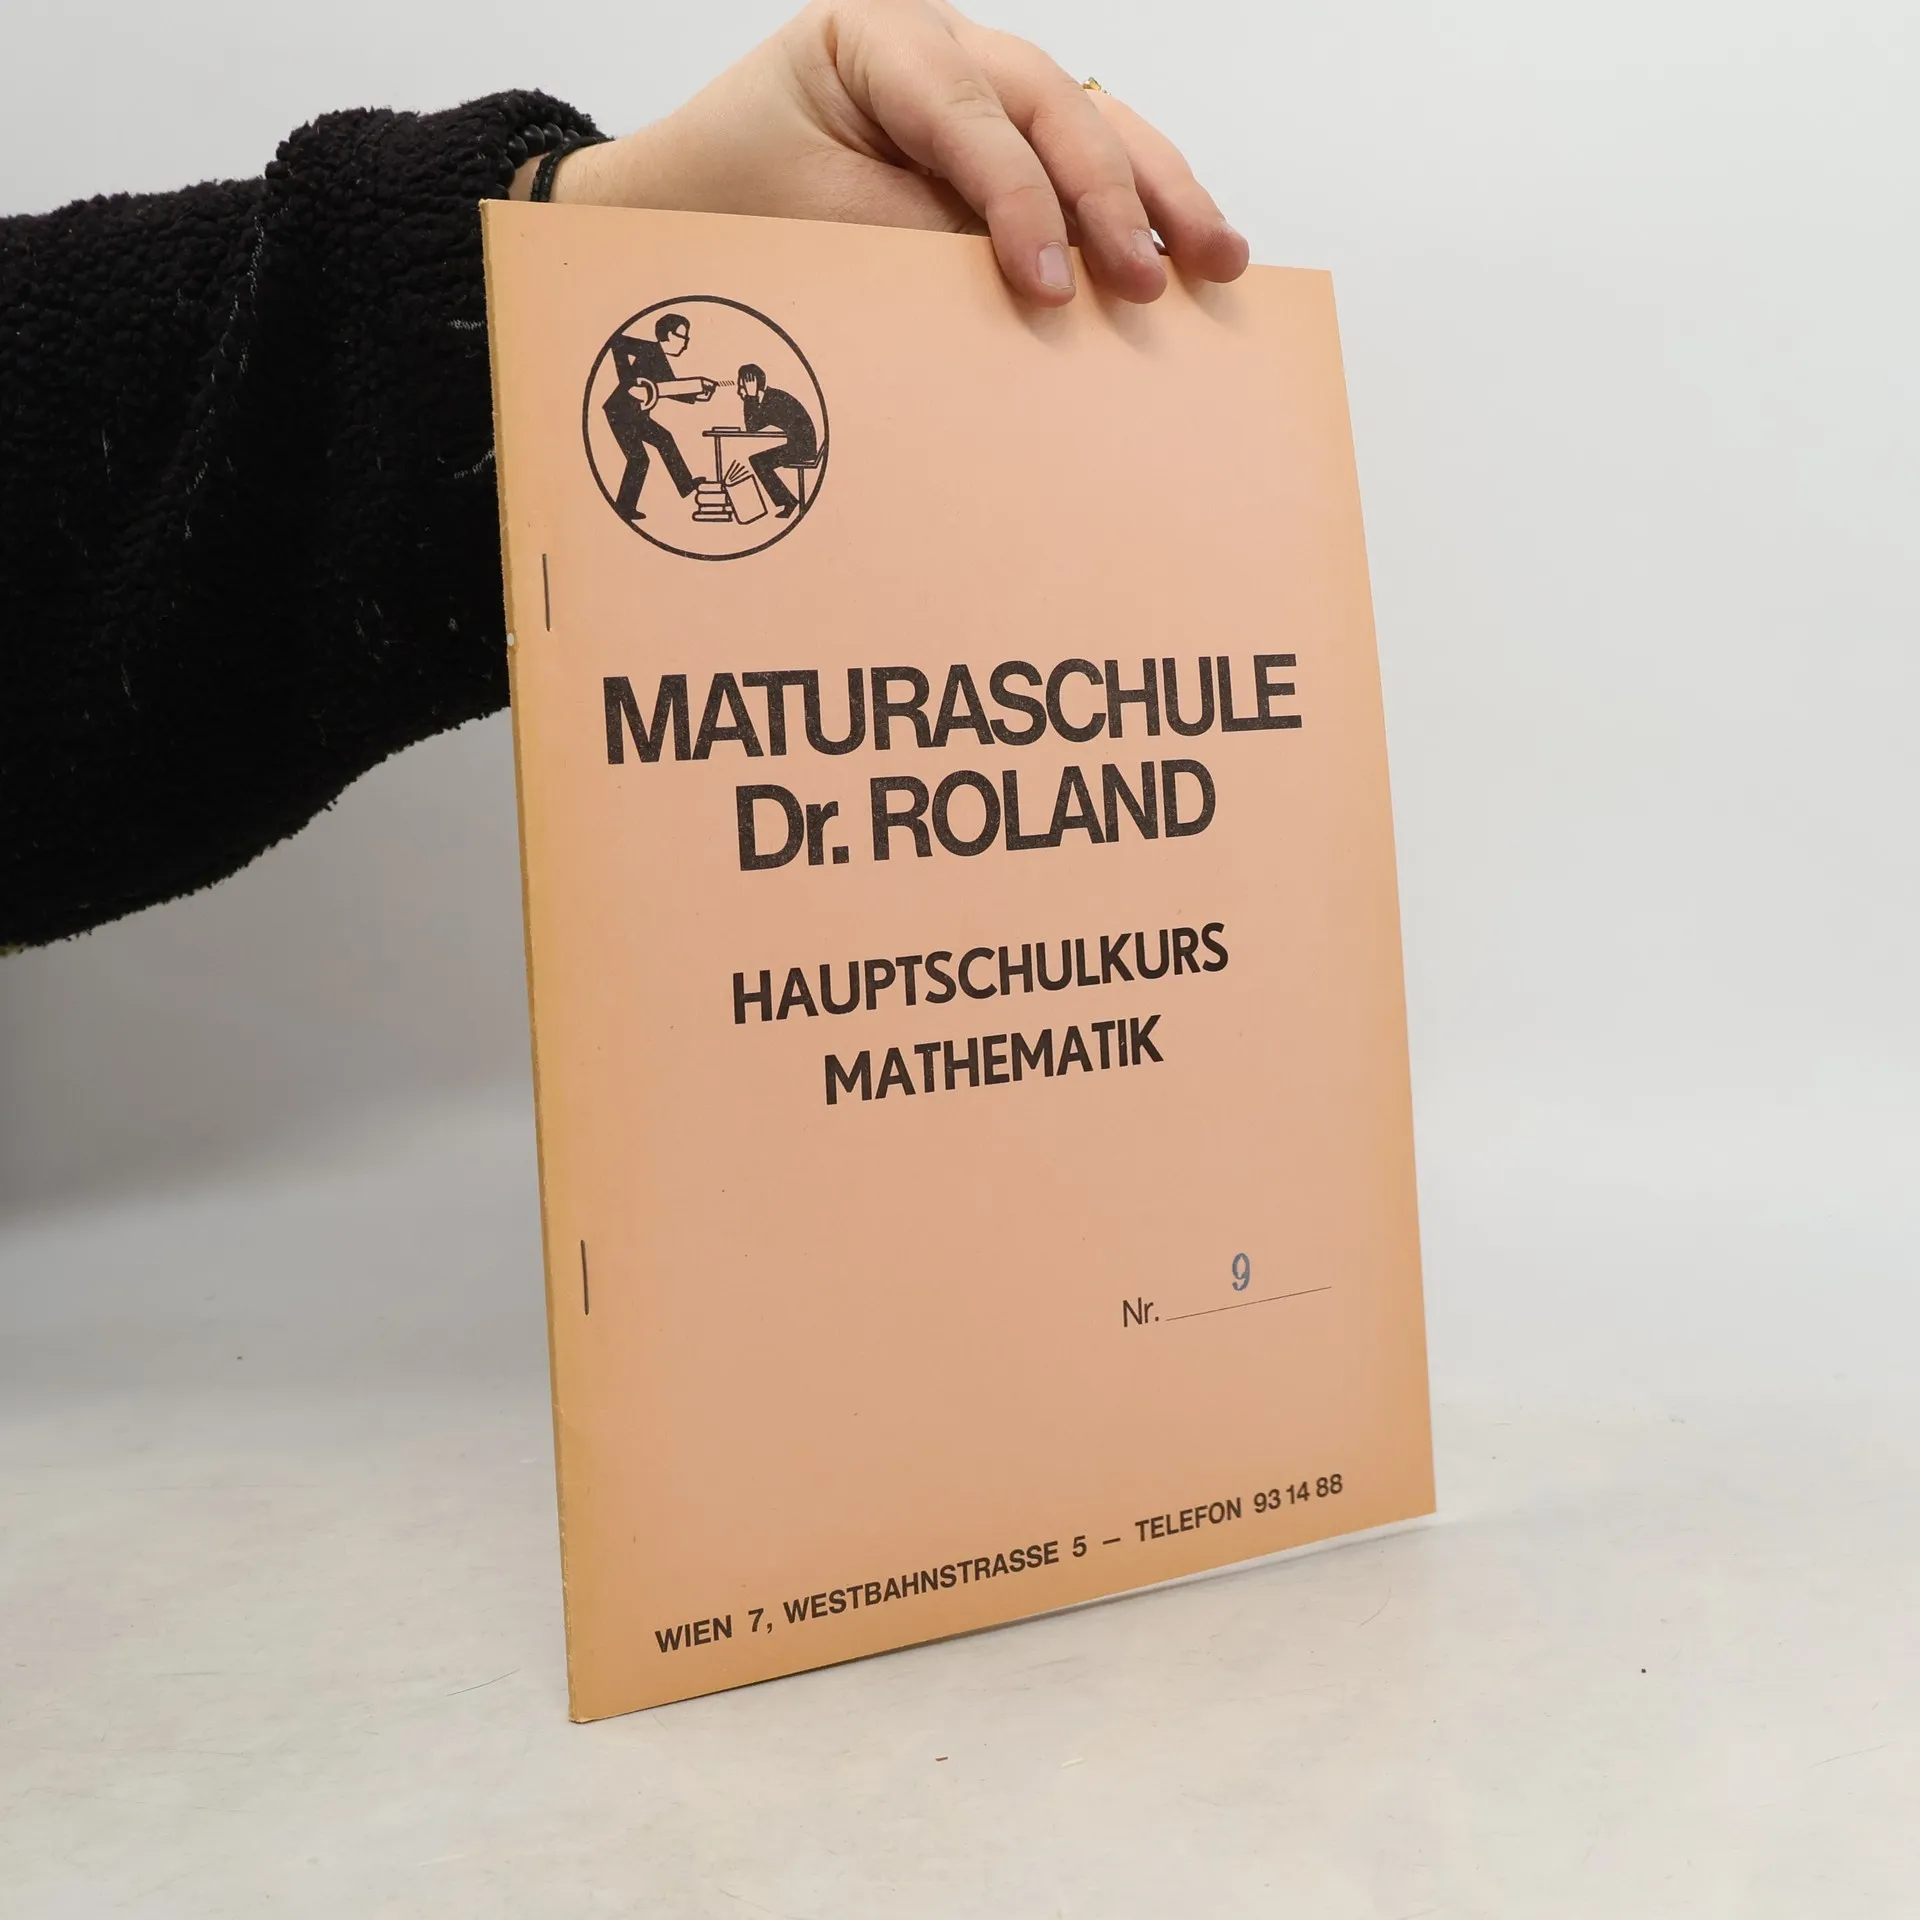 MATURASCHULE
Dr. ROLAND
HAUPTSCHULKURS
MATHEMATIK
Nr. 9
WIEN 7, WESTBAHNSTRASSE 5 — TELEFON 93 14 88